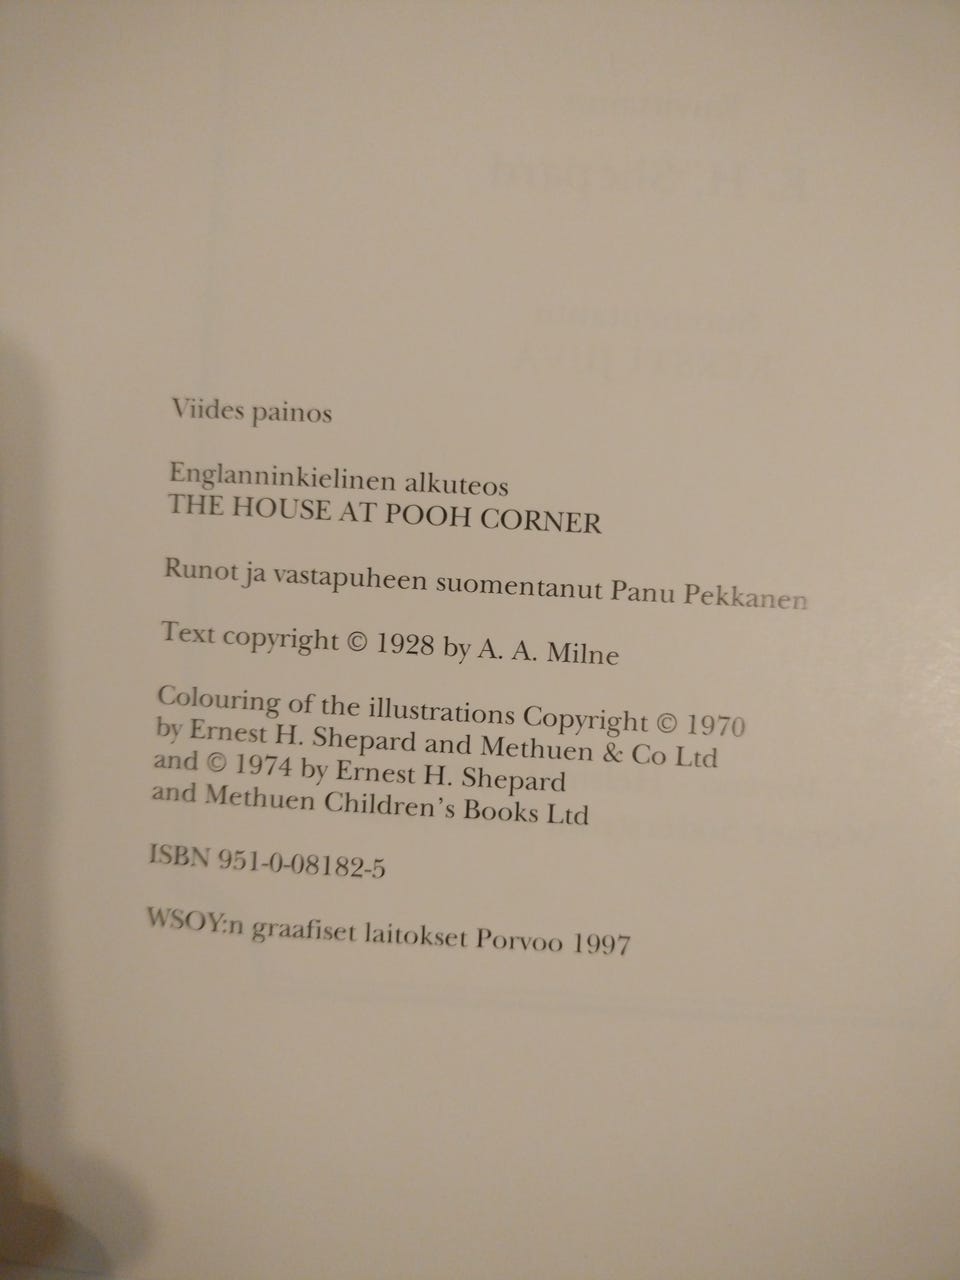 Viides painos
Englanninkielinen alkuteos
THE HOUSE AT POOH CORNER
Runot ja vastapuheen suomentanut Panu Pekkanen
Text copyright © 1928 by A. A. Milne
Colouring of the illustrations Copyright © 1970
by Ernest H. Shepard and Methuen & Co Ltd
and © 1974 by Ernest H. Shepard
and Methuen Children's Books Ltd
ISBN 951-0-08182-5
WSOY:n graafiset laitokset Porvoo 1997